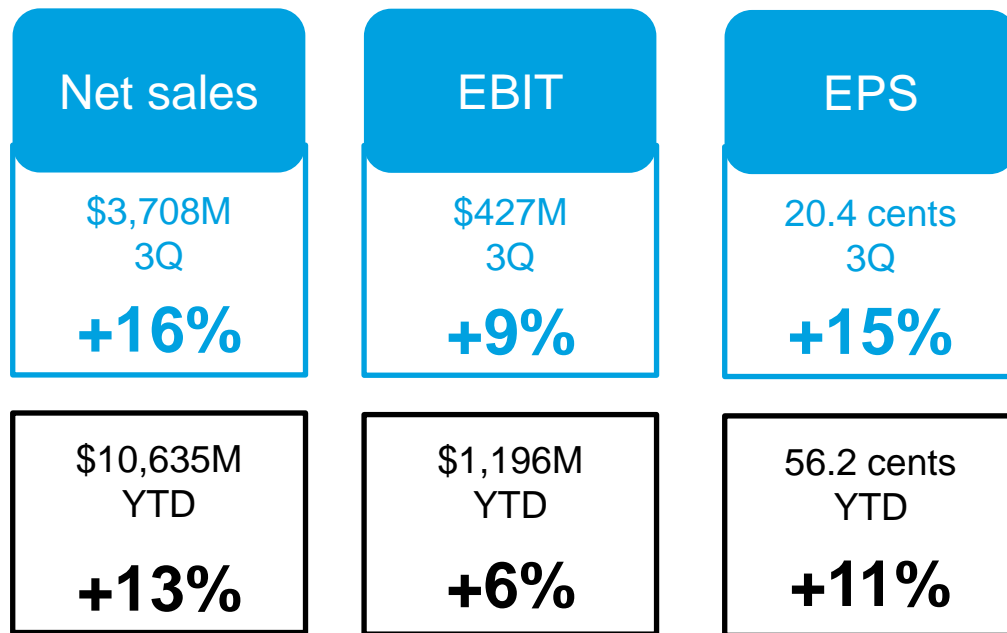 Net sales
$3,708M
3Q
+16%
$10,635M
YTD
+13%
EBIT
$427M
3Q
+9%
$1,196M
YTD
+6%
EPS
20.4 cents
3Q
+15%
56.2 cents
YTD
+11%